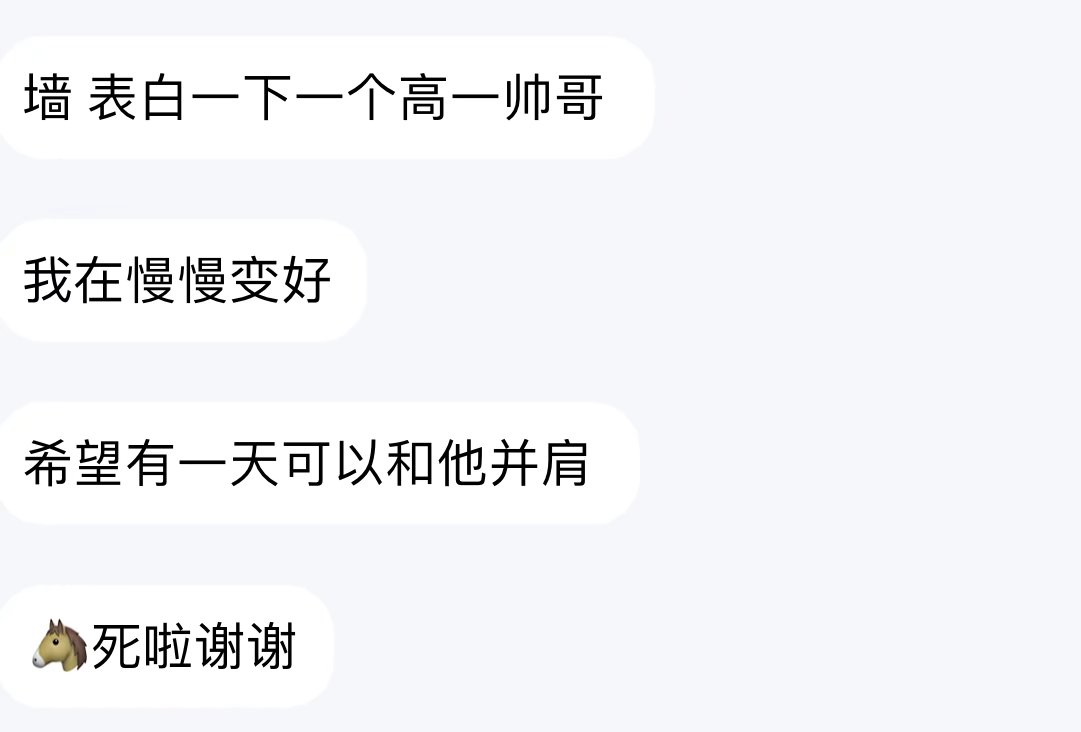 墙 表白一下一个高一帅哥
我在慢慢变好
希望有一天可以和他并肩
🐴死啦谢谢